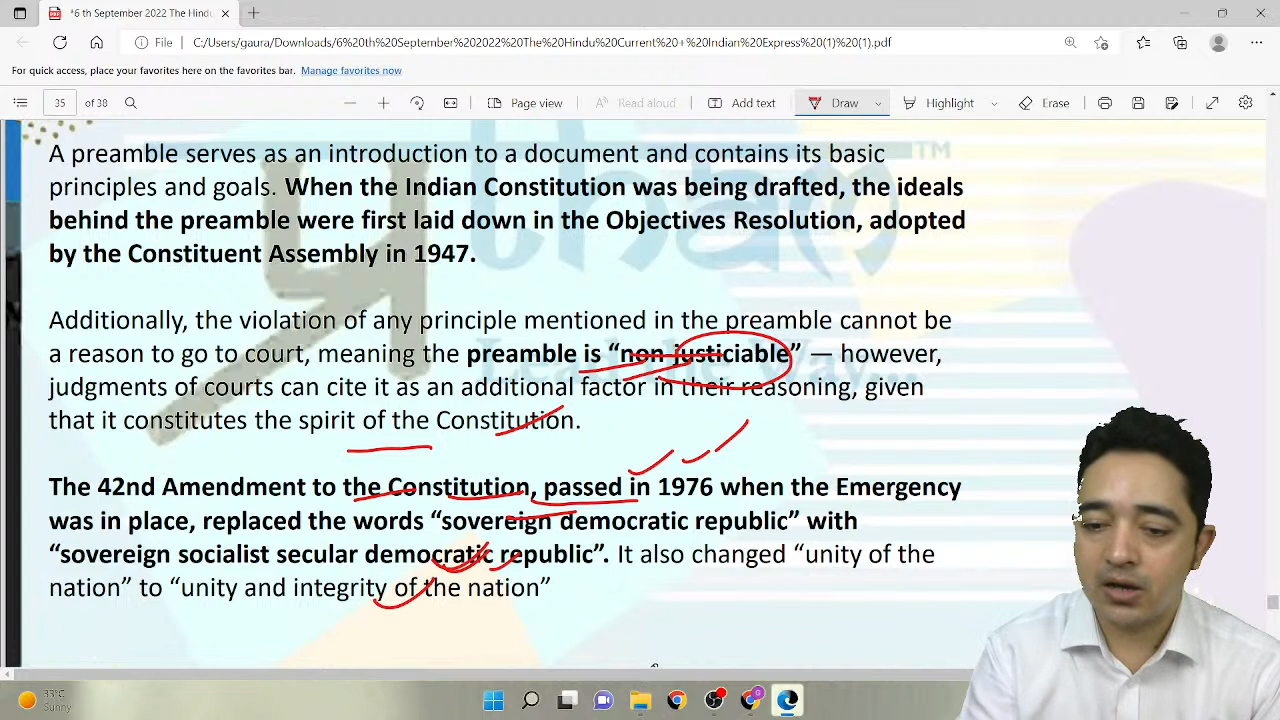 *6 th September 2022 The Hindu
File
C:/Users/gaura/Downloads/6%20th%20September%202022%20The%20Hindu%20Current+%20Indian%20Express%20(1)%20(1).pdf
For quick access, place your favorites here on the favorites bar. Manage favorites now
35 of 38
Page view
Read aloud
Add text
Draw
Highlight
Erase
A preamble serves as an introduction to a document and contains its basic
principles and goals. When the Indian Constitution was being drafted, the ideals
behind the preamble were first laid down in the Objectives Resolution, adopted
by the Constituent Assembly in 1947.
Additionally, the violation of any principle mentioned in the preamble cannot be
a reason to go to court, meaning the preamble is “non justiciable” — however,
judgments of courts can cite it as an additional factor in their reasoning, given
that it constitutes the spirit of the Constitution.
The 42nd Amendment to the Constitution, passed in 1976 when the Emergency
was in place, replaced the words “sovereign democratic republic” with
“sovereign socialist secular democratic republic”. It also changed “unity of the
nation” to “unity and integrity of the nation”
TM
33°C
Sunny